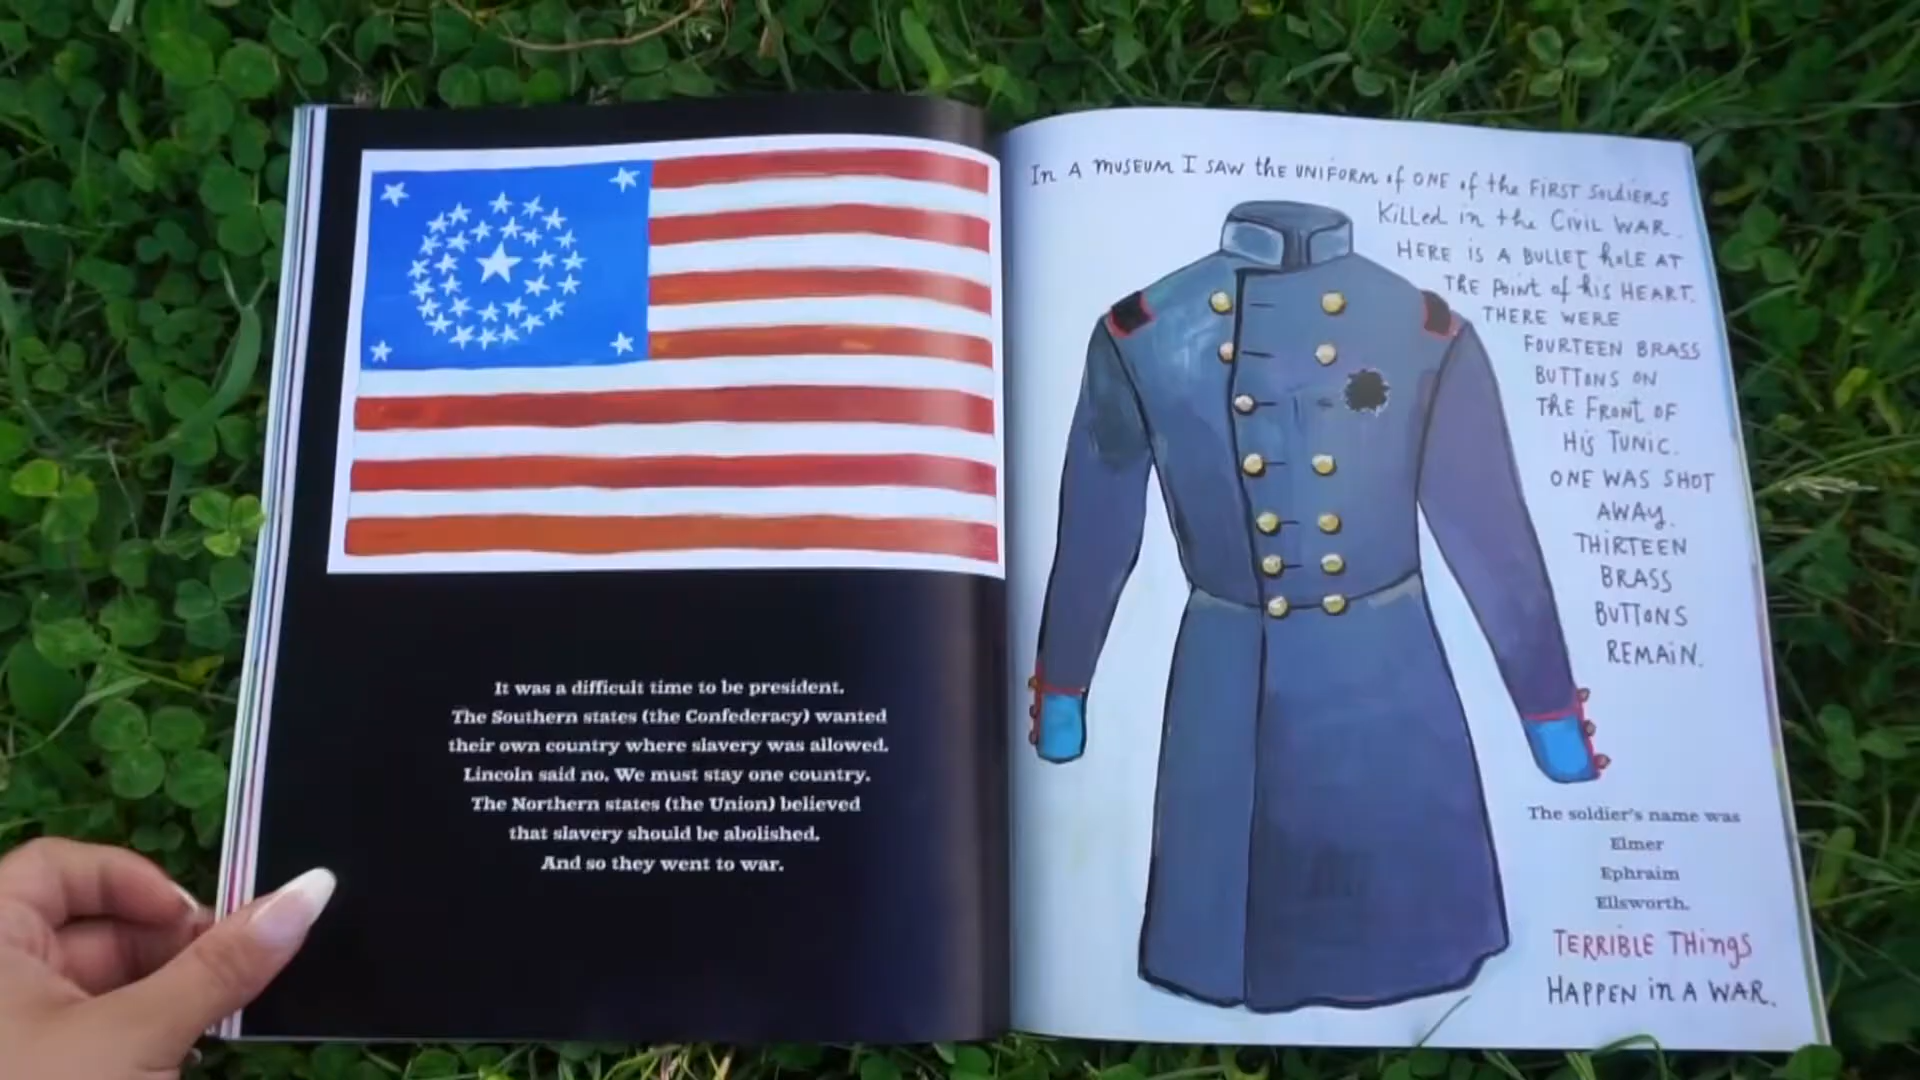 It was a difficult time to be president.
The Southern states (the Confederacy) wanted
their own country where slavery was allowed.
Lincoln said no. We must stay one country.
The Northern states (the Union) believed
that slavery should be abolished.
And so they went to war.
In A MUSEUM I SAW the UNIFORM of ONE of the FIRST SOLDIERS
KILLED in the CIVIL WAR.
HERE IS A BULLET hOLE AT
THE POINT of his HEART.
THERE WERE
FOURTEEN BRASS
BUTTONS ON
THE FRONT OF
HiS TUNIC.
ONE WAS SHOT
AWAY.
THiRTEEN
BRASS
BUTTONS
REMAiN.
The soldier's name was
Elmer
Ephraim
Ellsworth.
TERRIBLE THings
HAPPEN in A WAR.